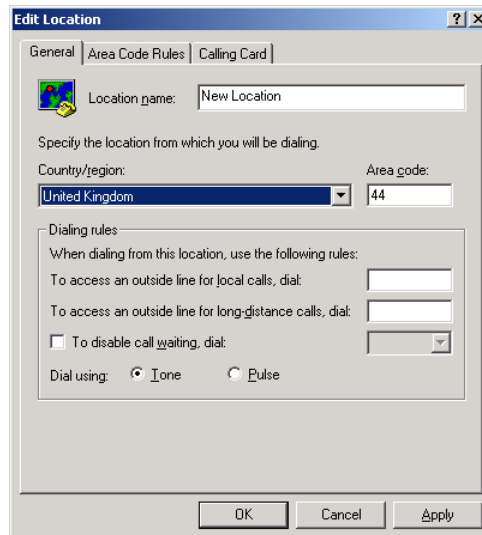 Edit Location
General Area Code Rules Calling Card
Location name: New Location
Specify the location from which you will be dialing.
Country/region: Area code:
United Kingdom 44
Dialing rules
When dialing from this location, use the following rules:
To access an outside line for local calls, dial:
To access an outside line for long-distance calls, dial:
To disable call waiting, dial:
Dial using: Tone Pulse
OK Cancel Apply